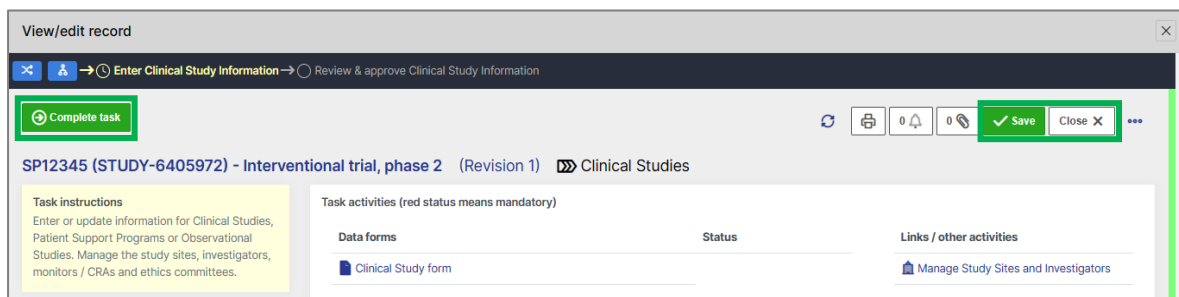 View/edit record
Enter Clinical Study Information
Review & approve Clinical Study Information
Complete task
0
0
Save
Close X
SP12345 (STUDY-6405972) - Interventional trial, phase 2 (Revision 1) Clinical Studies
Task instructions
Enter or update information for Clinical Studies,
Patient Support Programs or Observational
Studies. Manage the study sites, investigators,
monitors / CRAs and ethics committees.
Task activities (red status means mandatory)
Data forms
Status
Links / other activities
Clinical Study form
Manage Study Sites and Investigators